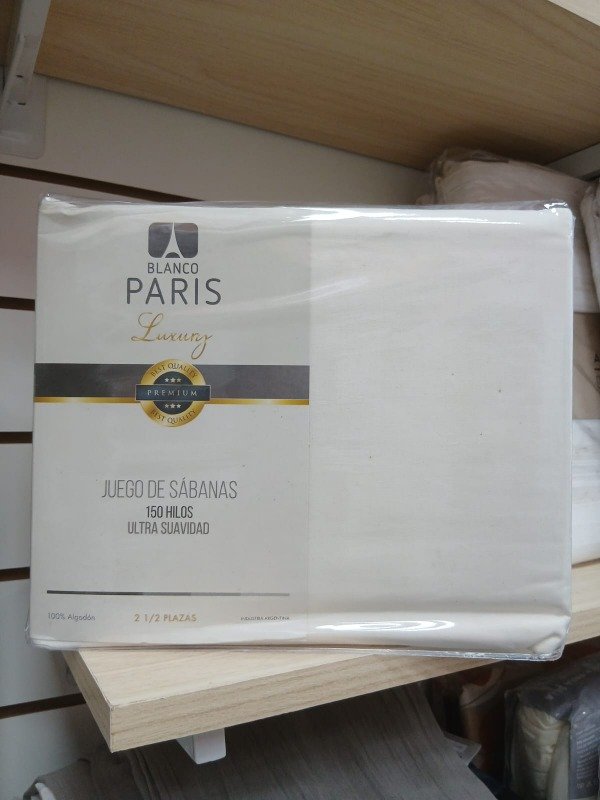 BLANCO
PARIS
Luxury
BEST QUALITY
PREMIUM
BEST QUALITY
JUEGO DE SÁBANAS
150 HILOS
ULTRA SUAVIDAD
100% Algodón
2 1/2 PLAZAS
INDUSTRIA ARGENTINA